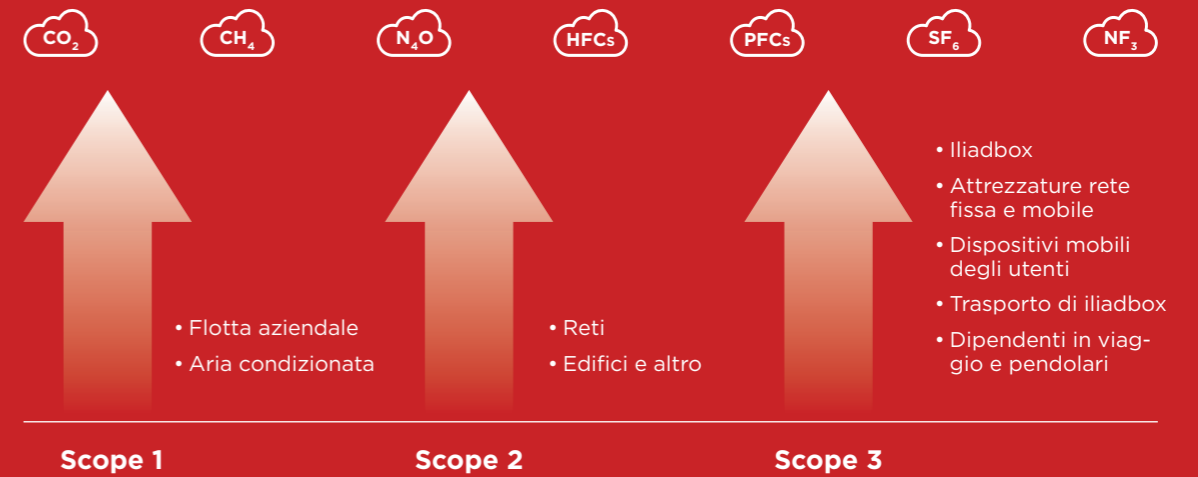 CO₂
CH₄
N₄O
HFCs
PFCs
SF₆
NF₃
• Flotta aziendale
• Aria condizionata
Scope 1
• Reti
• Edifici e altro
Scope 2
• Iliadbox
• Attrezzature rete
fissa e mobile
• Dispositivi mobili
degli utenti
• Trasporto di iliadbox
• Dipendenti in viag-
gio e pendolari
Scope 3